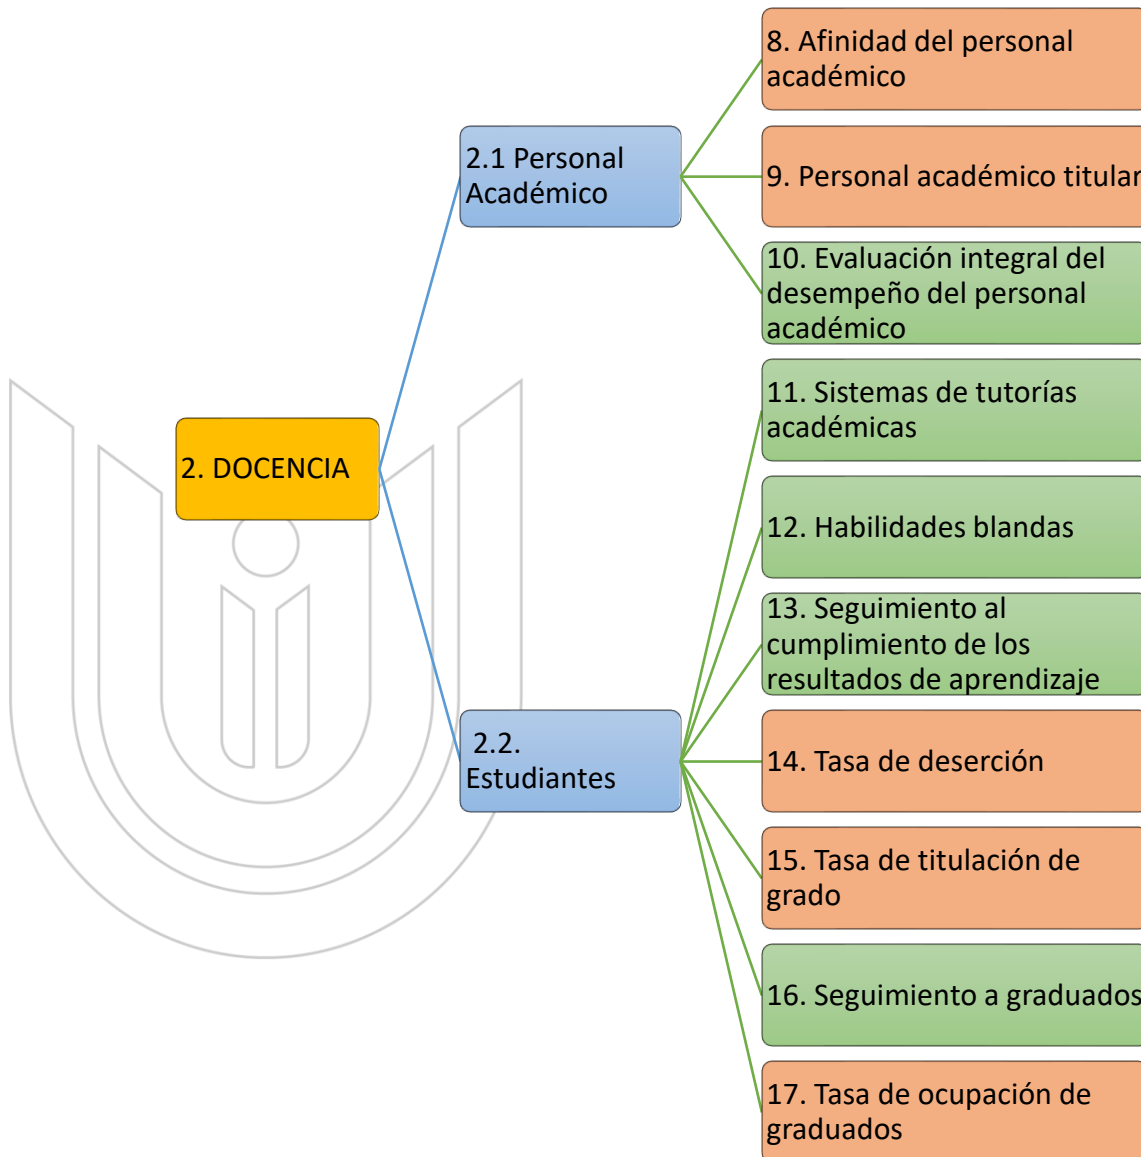 8. Afinidad del personal
académico
2.1 Personal
Académico
9. Personal académico titular
10. Evaluación integral del
desempeño del personal
académico
2. DOCENCIA
11. Sistemas de tutorías
académicas
12. Habilidades blandas
13. Seguimiento al
cumplimiento de los
resultados de aprendizaje
2.2.
Estudiantes
14. Tasa de deserción
15. Tasa de titulación de
grado
16. Seguimiento a graduados
17. Tasa de ocupación de
graduados